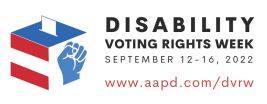 DISABILITY
VOTING RIGHTS WEEK
SEPTEMBER 12-16, 2022
www.aapd.com/dvrw